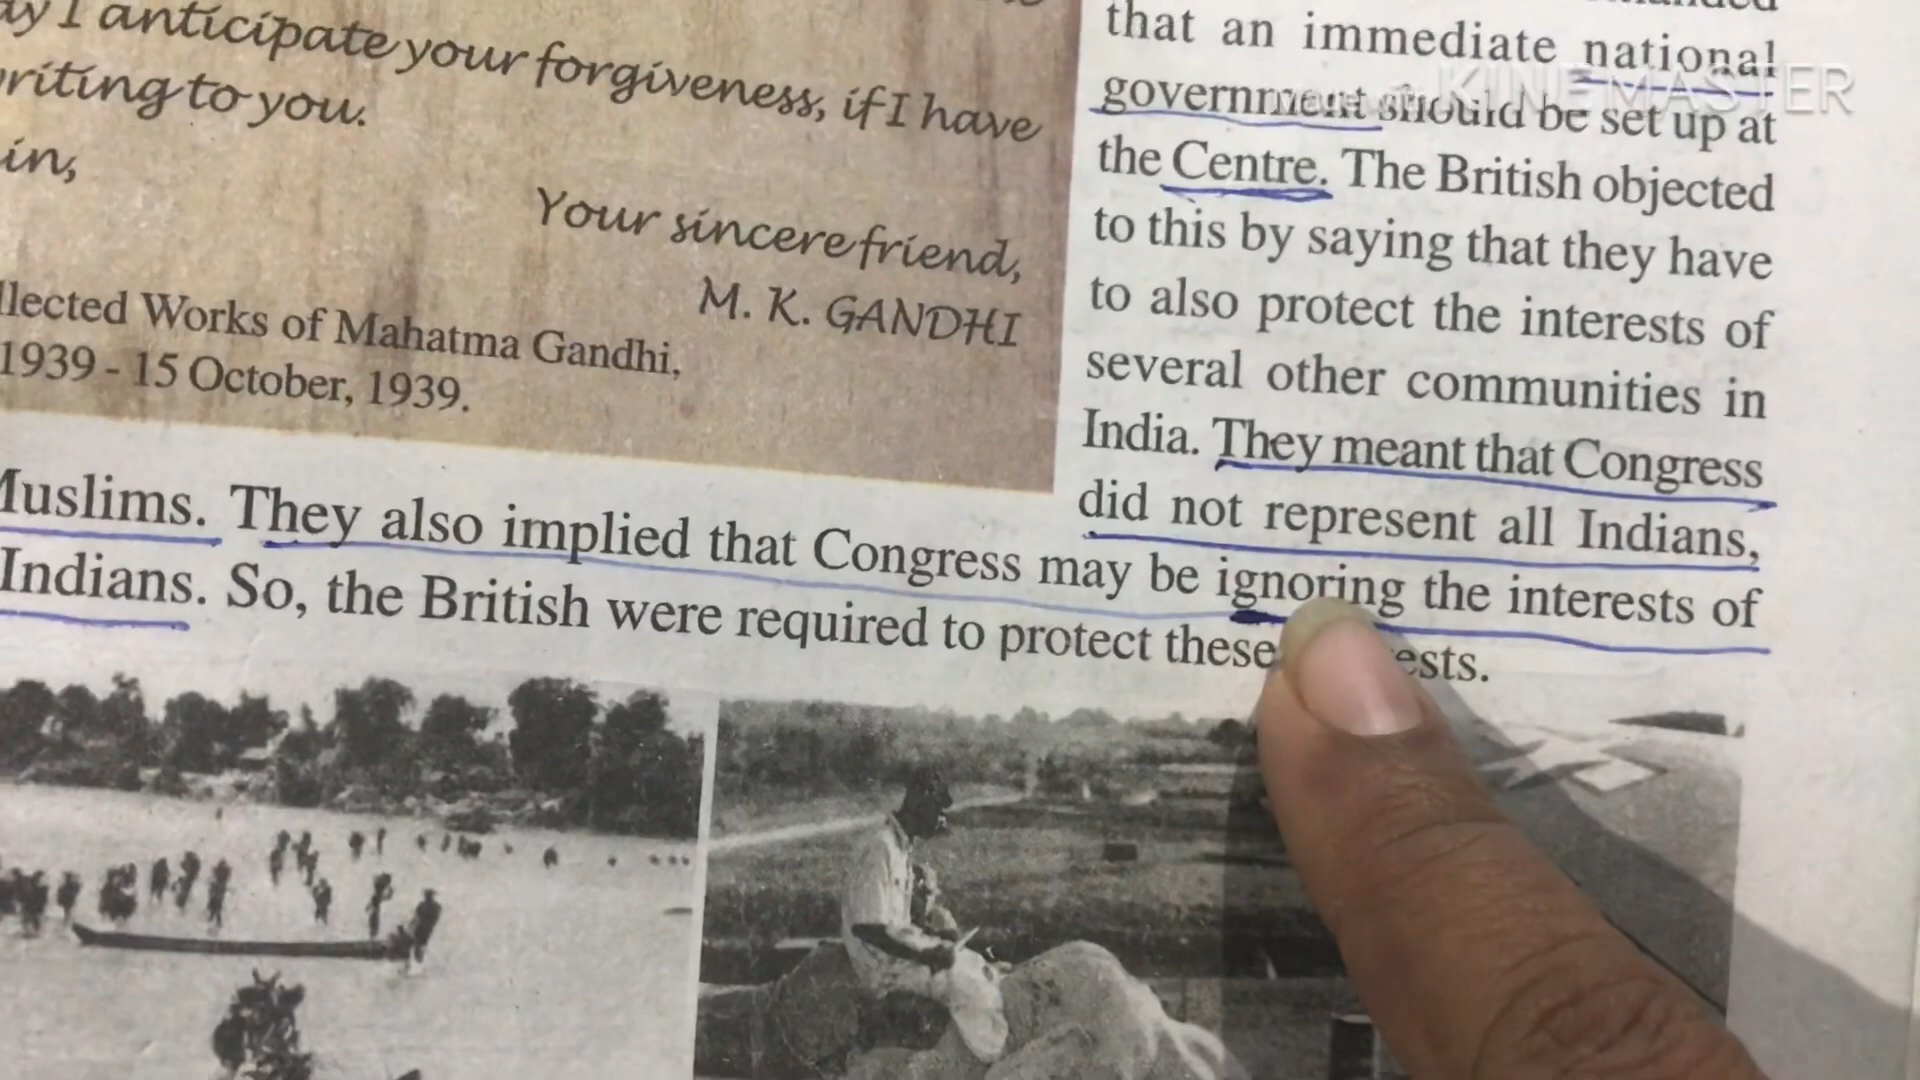 I anticipate your forgiveness, if I have
writing to you.
in,
Your sincere friend,
M. K. GANDHI
Works of Mahatma Gandhi,
1939 - 15 October, 1939.
that an immediate national
government should be set up at
the Centre. The British objected
to this by saying that they have
to also protect the interests of
several other communities in
India. They meant that Congress
did not represent all Indians,
Muslims. They also implied that Congress may be ignoring the interests of
Indians. So, the British were required to protect these
KINEMASTER